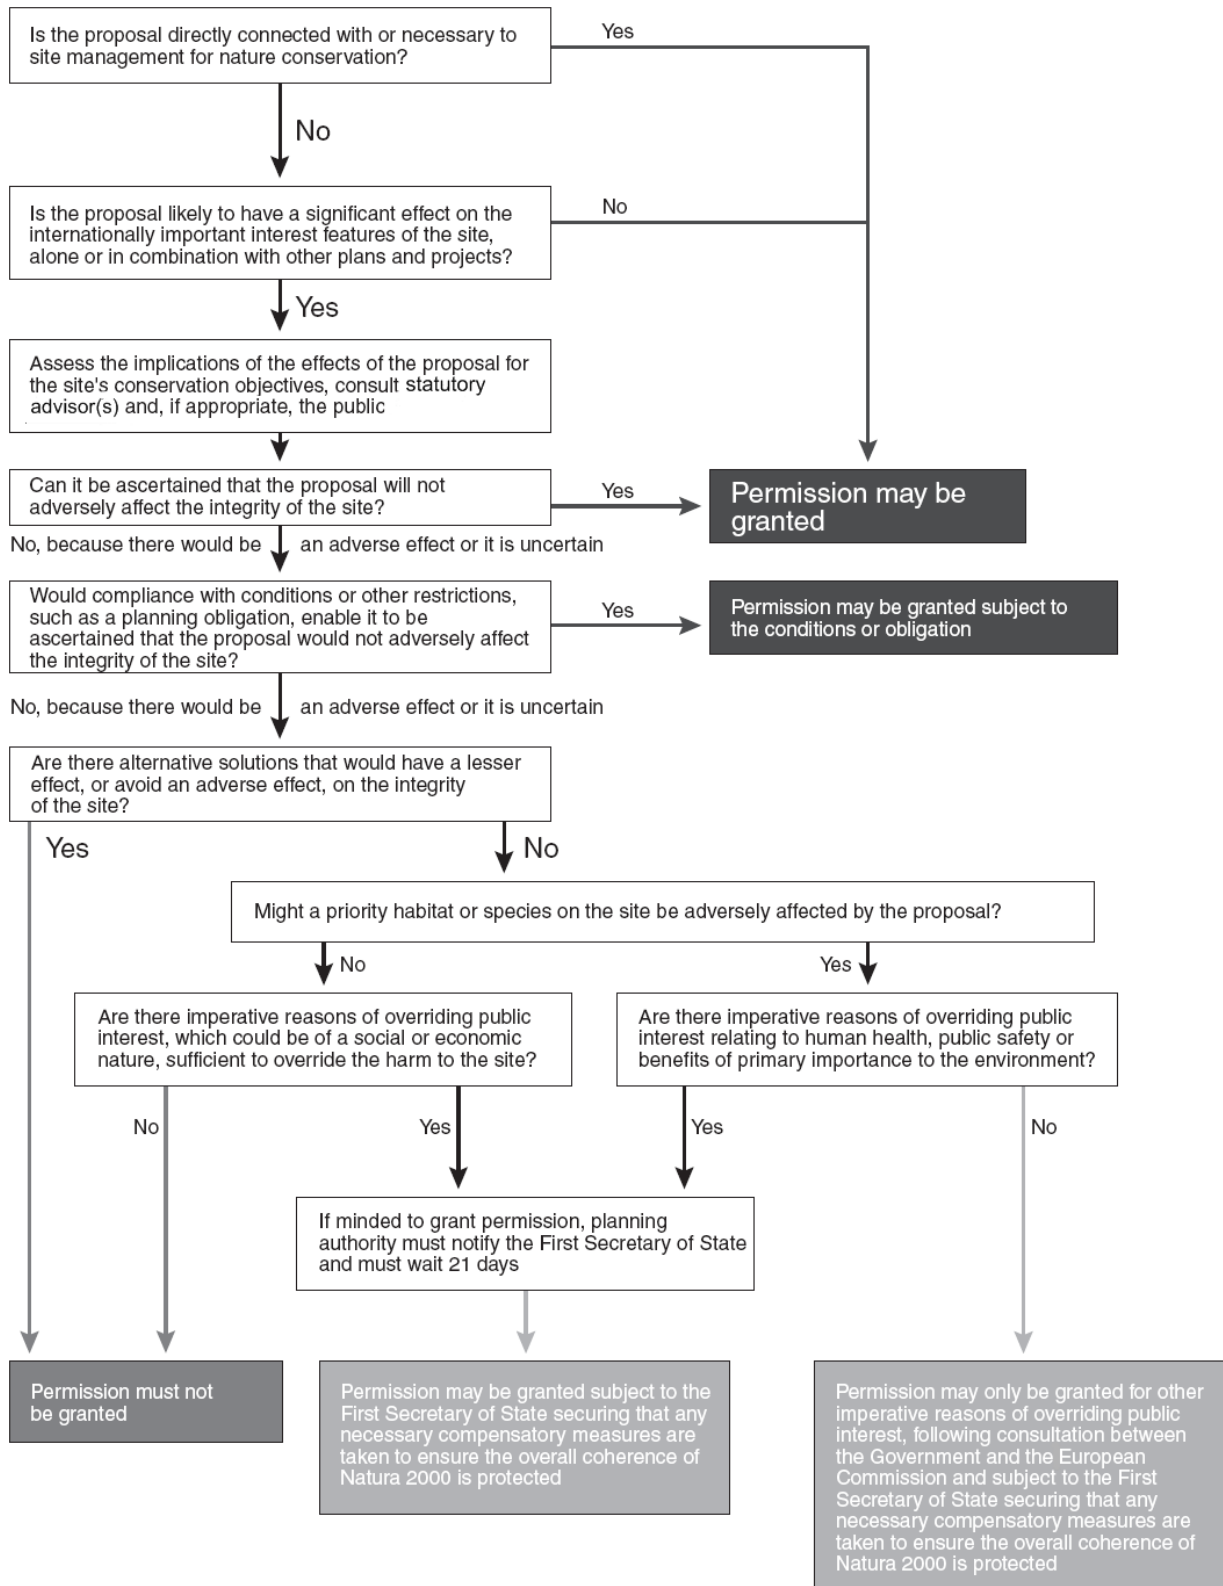 Is the proposal directly connected with or necessary to
site management for nature conservation?
Yes
No
Is the proposal likely to have a significant effect on the
internationally important interest features of the site,
alone or in combination with other plans and projects?
No
Yes
Assess the implications of the effects of the proposal for
the site's conservation objectives, consult statutory
advisor(s) and, if appropriate, the public
Can it be ascertained that the proposal will not
adversely affect the integrity of the site?
Yes
Permission may be
granted
No, because there would be an adverse effect or it is uncertain
Would compliance with conditions or other restrictions,
such as a planning obligation, enable it to be
ascertained that the proposal would not adversely affect
the integrity of the site?
Yes
Permission may be granted subject to
the conditions or obligation
No, because there would be an adverse effect or it is uncertain
Are there alternative solutions that would have a lesser
effect, or avoid an adverse effect, on the integrity
of the site?
Yes
No
Might a priority habitat or species on the site be adversely affected by the proposal?
No
Yes
Are there imperative reasons of overriding public
interest, which could be of a social or economic
nature, sufficient to override the harm to the site?
Are there imperative reasons of overriding public
interest relating to human health, public safety or
benefits of primary importance to the environment?
No
Yes
Yes
No
If minded to grant permission, planning
authority must notify the First Secretary of State
and must wait 21 days
Permission must not
be granted
Permission may be granted subject to the
First Secretary of State securing that any
necessary compensatory measures are
taken to ensure the overall coherence of
Natura 2000 is protected
Permission may only be granted for other
imperative reasons of overriding public
interest, following consultation between
the Government and the European
Commission and subject to the First
Secretary of State securing that any
necessary compensatory measures are
taken to ensure the overall coherence of
Natura 2000 is protected